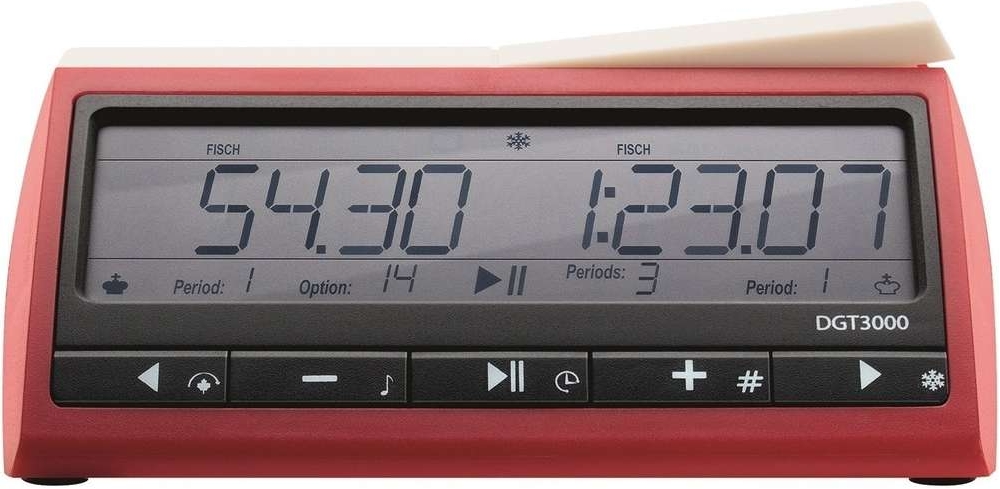 FISCH FISCH
54.30 1:23.07
Period: 1 Option: 14 Periods: 3 Period: 1
DGT3000
#